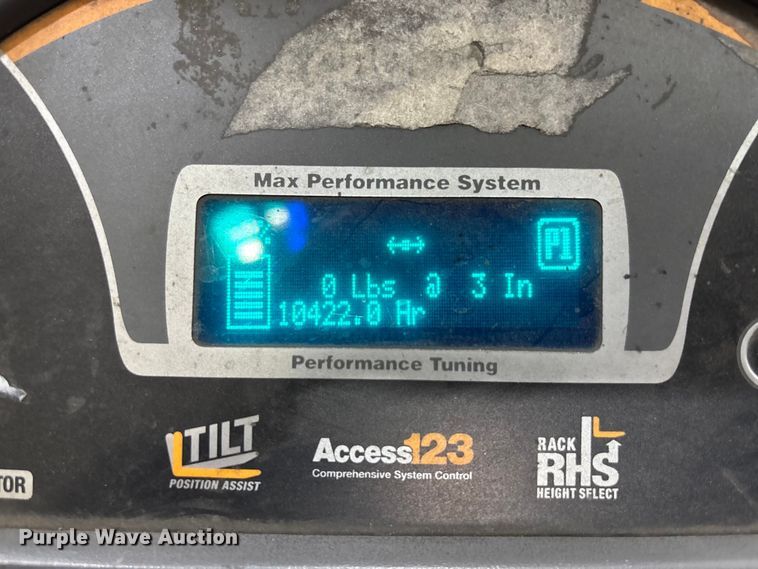 Max Performance System
P1
0 Lbs @ 3 In
10422.0 Hr
Performance Tuning
TILT
POSITION ASSIST
Access123
Comprehensive System Control
RACK
RHS
HEIGHT SELECT
TOR
Purple Wave Auction